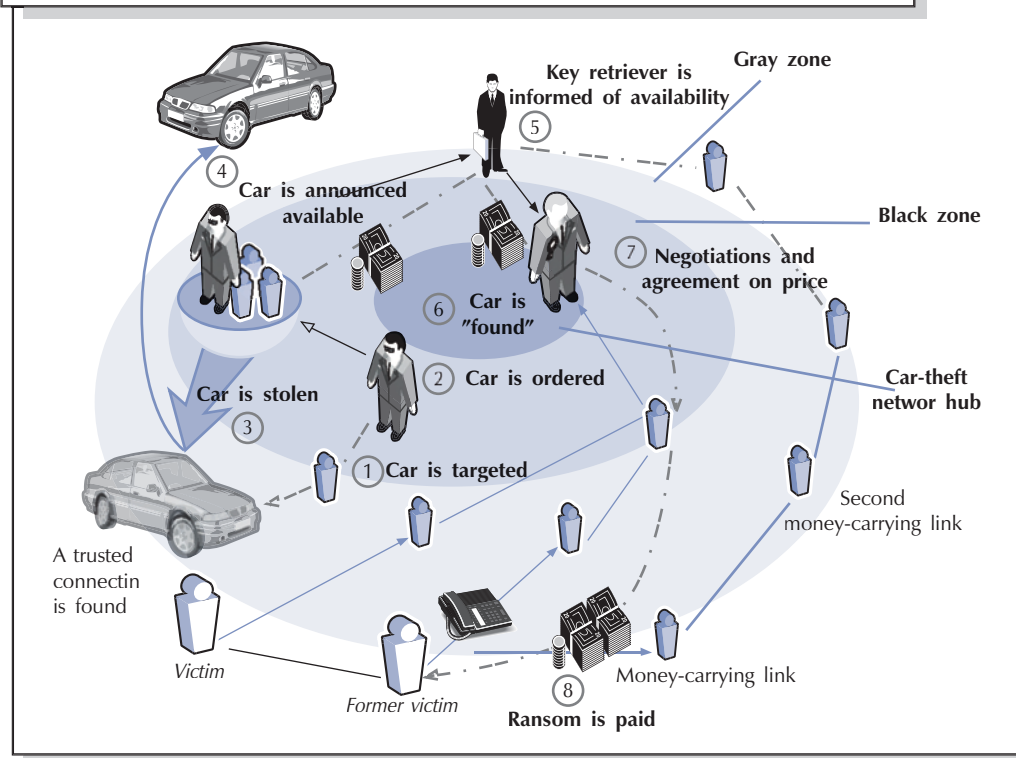 Gray zone
Key retriever is
informed of availability
5
4
Car is announced
available
Black zone
7
Negotiations and
agreement on price
6
Car is
"found"
2
Car is ordered
Car-theft
networ hub
Car is stolen
3
1
Car is targeted
Second
money-carrying link
A trusted
connectin
is found
Victim
Former victim
Money-carrying link
8
Ransom is paid